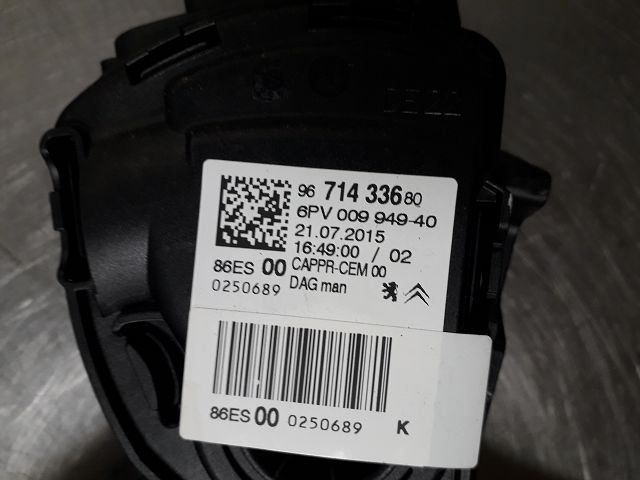 96 714 336 80
6PV 009 949-40
21.07.2015
16:49:00 / 02
86ES 00 CAPPR-CEM 00
0250689 DAG man
86ES 00 0250689 K